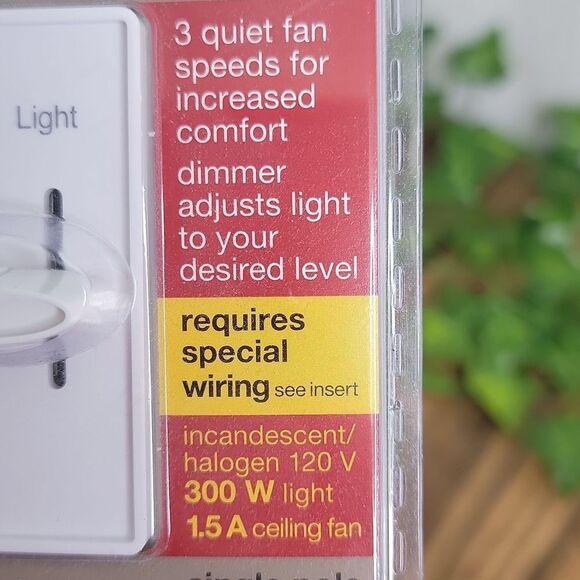 Light
3 quiet fan
speeds for
increased
comfort
dimmer
adjusts light
to your
desired level
requires
special
wiring see insert
incandescent/
halogen 120 V
300 W light
1.5 A ceiling fan